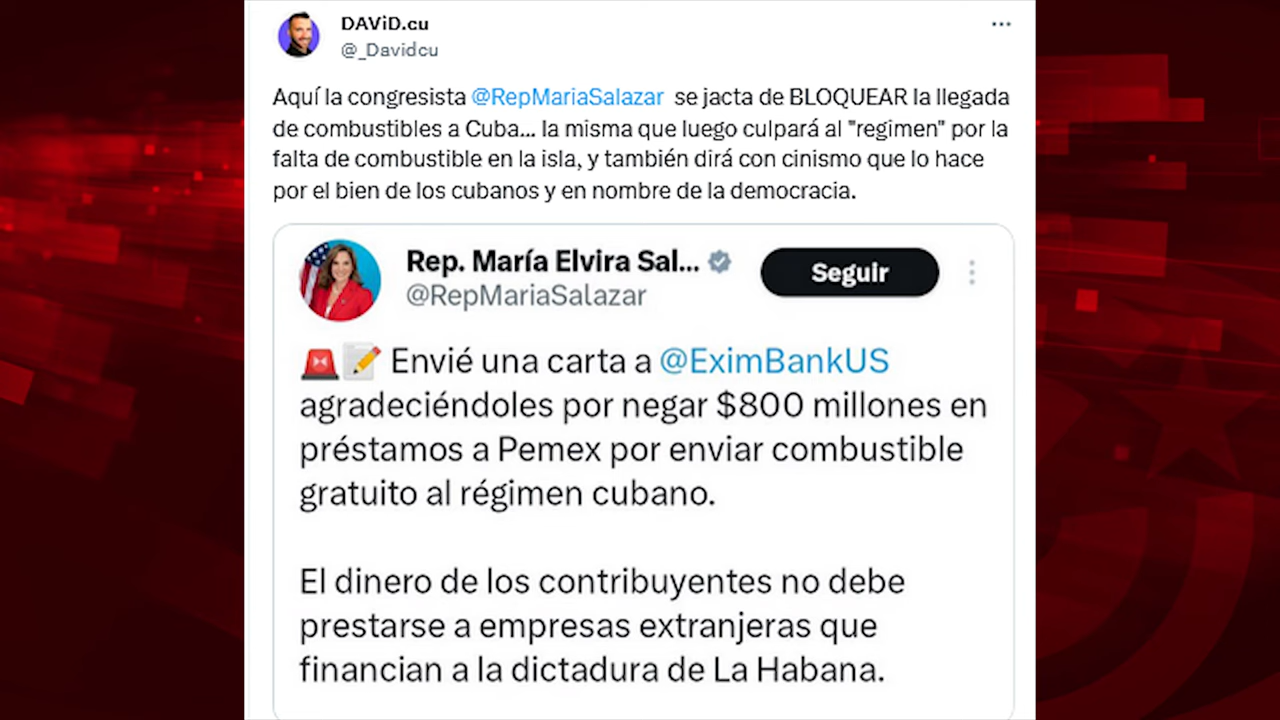 DAViD.cu
@_Davidcu
Aquí la congresista @RepMariaSalazar se jacta de BLOQUEAR la llegada
de combustibles a Cuba... la misma que luego culpará al "regimen" por la
falta de combustible en la isla, y también dirá con cinismo que lo hace
por el bien de los cubanos y en nombre de la democracia.
Rep. María Elvira Sal...
Seguir
@RepMariaSalazar
Envié una carta a @EximBankUS
agradeciéndoles por negar $800 millones en
préstamos a Pemex por enviar combustible
gratuito al régimen cubano.
El dinero de los contribuyentes no debe
prestarse a empresas extranjeras que
financian a la dictadura de La Habana.